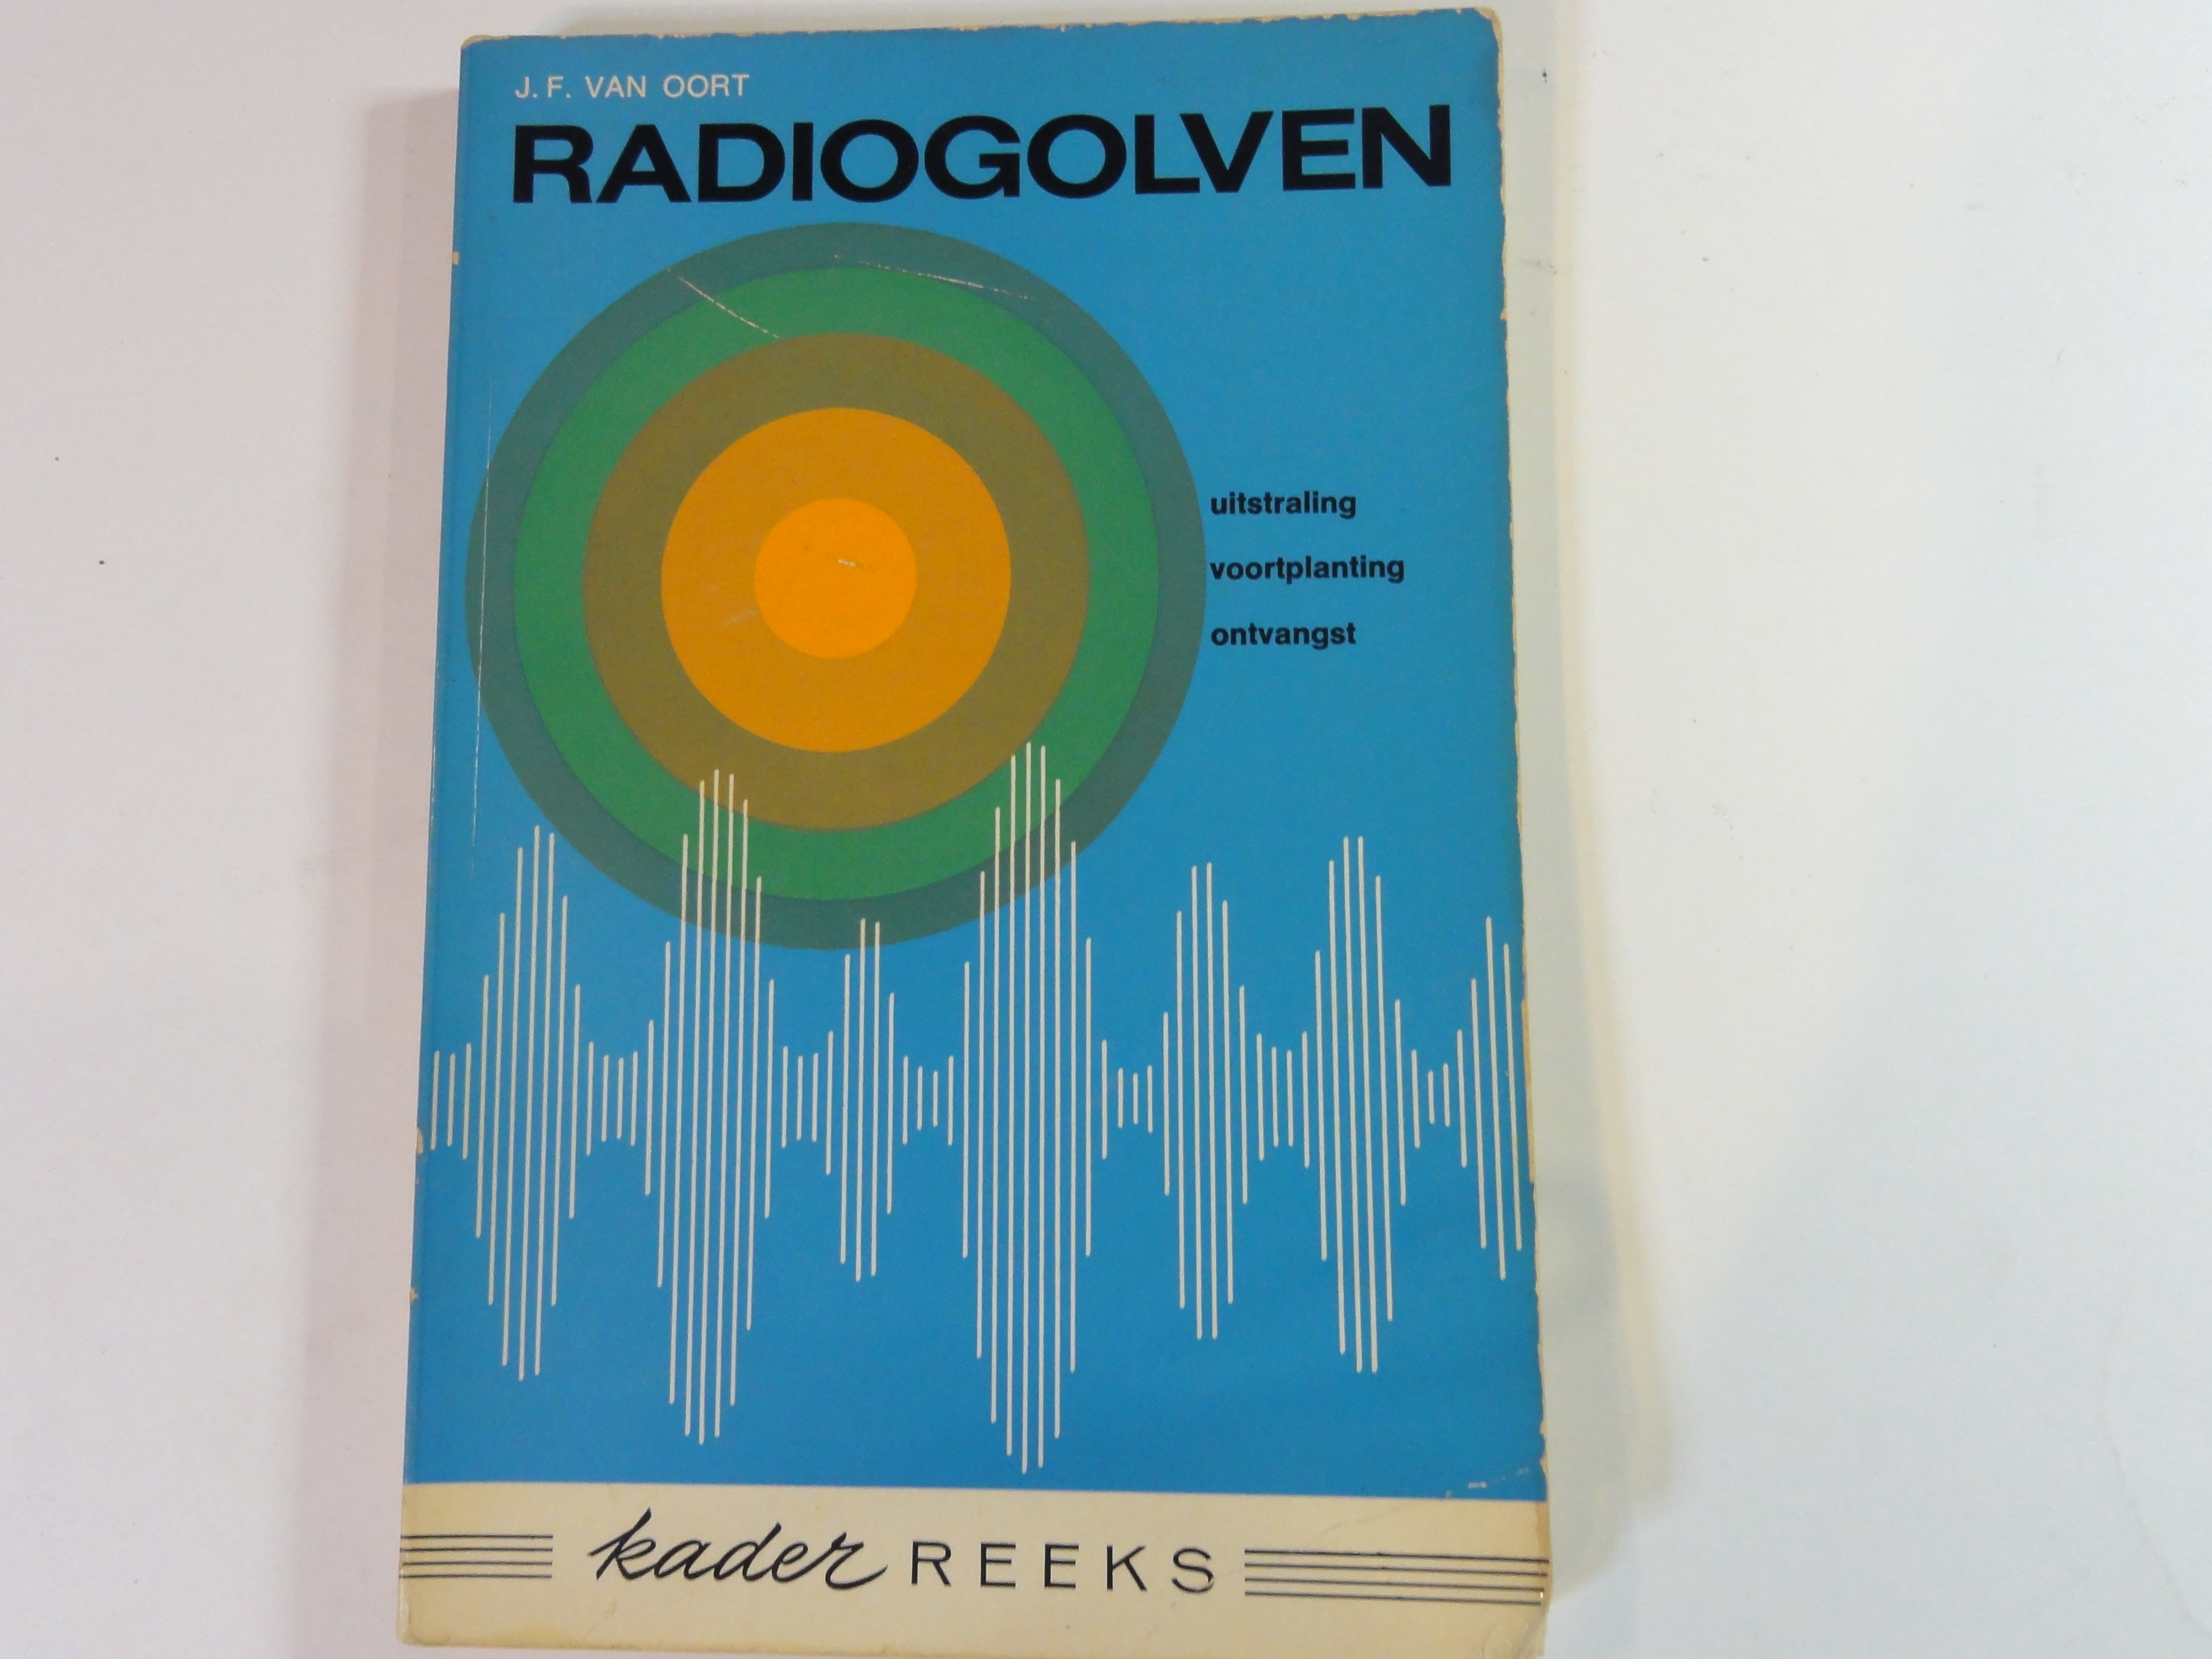 J. F. VAN OORT
RADIOGOLVEN
uitstraling
voortplanting
ontvangst
kader REEKS